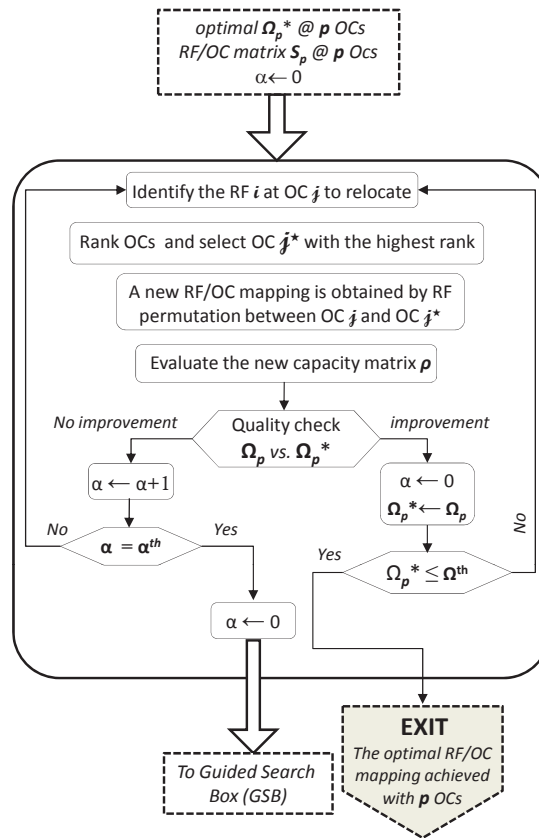 optimal Ωp* @ p OCs
RF/OC matrix Sp @ p Ocs
α← 0
Identify the RF i at OC j to relocate
Rank OCs and select OC j* with the highest rank
A new RF/OC mapping is obtained by RF
permutation between OC j and OC j*
Evaluate the new capacity matrix ρ
No improvement
improvement
Quality check
Ωp vs. Ωp*
α ← α+1
α ← 0
Ωp* ← Ωp
No
α = αth
Yes
Yes
Ωp* ≤ Ωth
No
α ← 0
To Guided Search
Box (GSB)
EXIT
The optimal RF/OC
mapping achieved
with p OCs